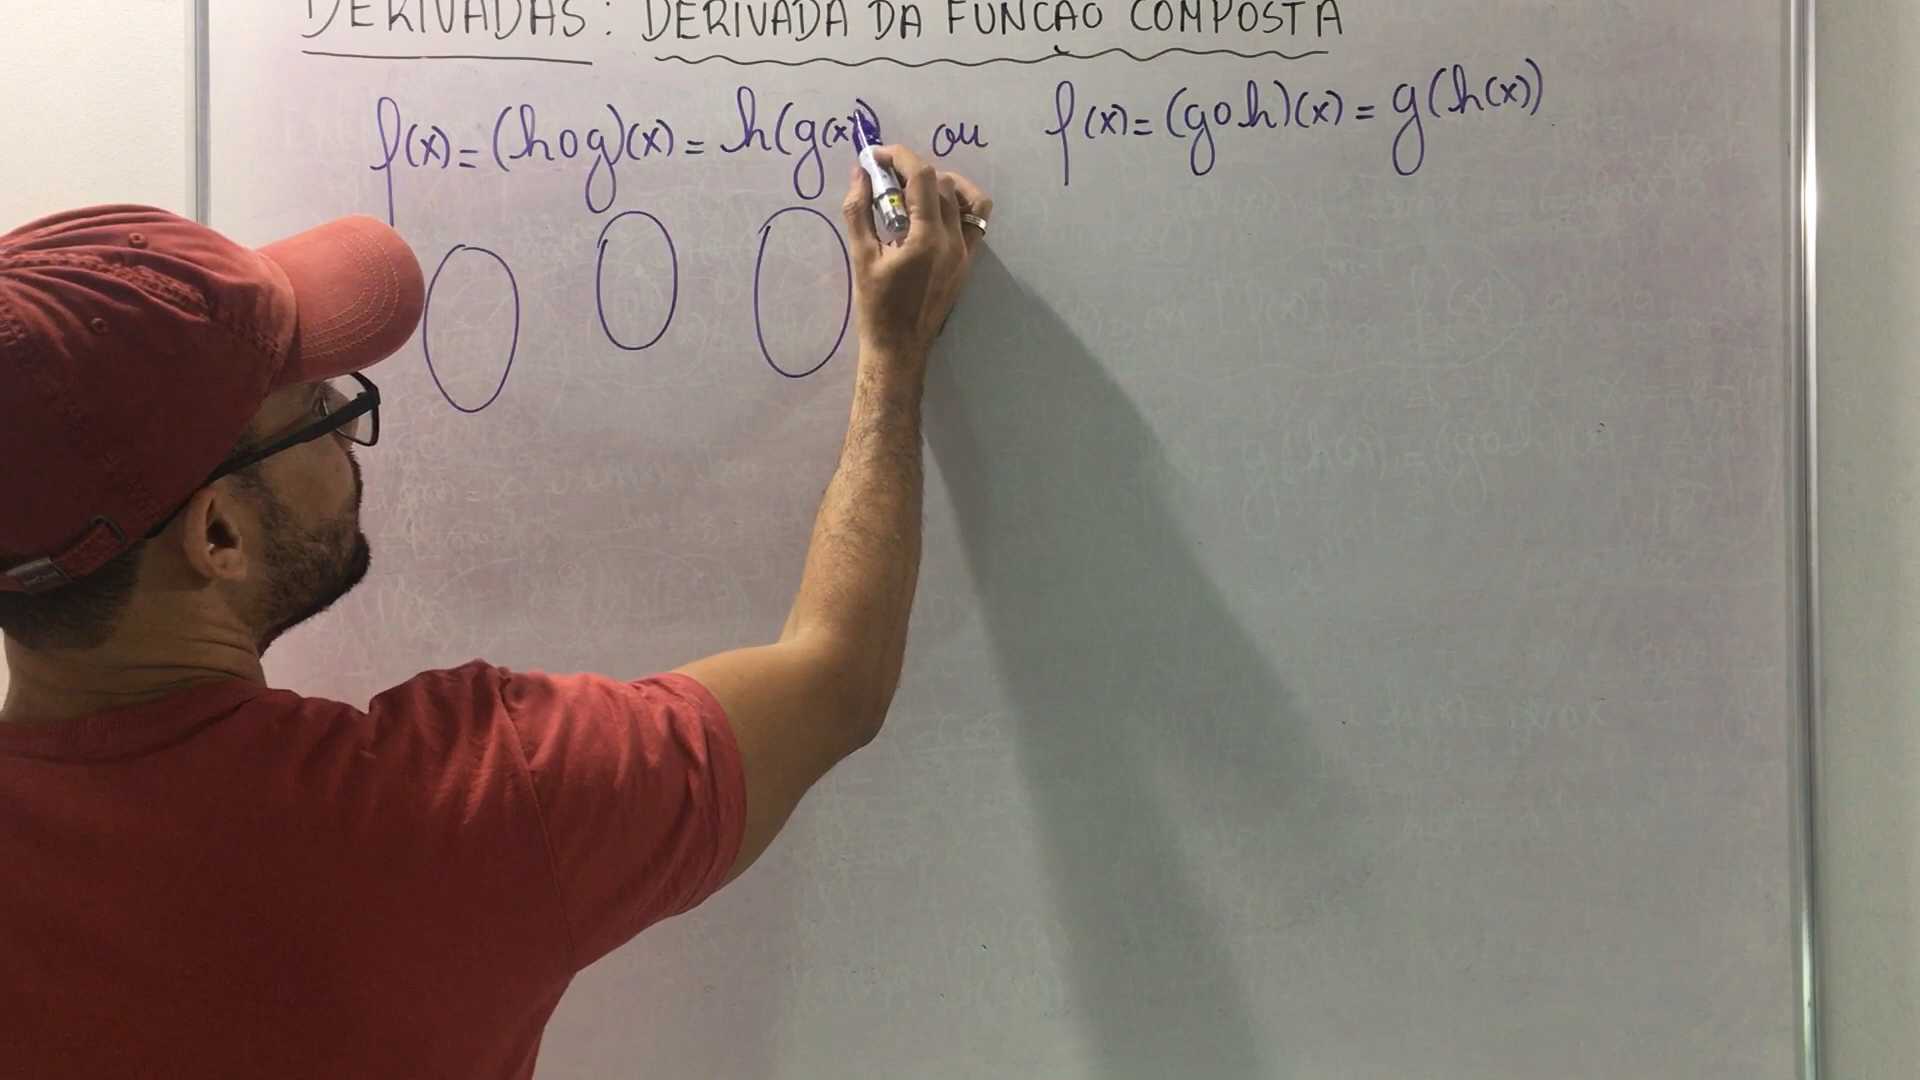 DERIVADAS: DERIVADA DA FUNÇÃO COMPOSTA
f(x)=(hog)(x)=h(g(x)) ou f(x)=(goh)(x)=g(h(x))